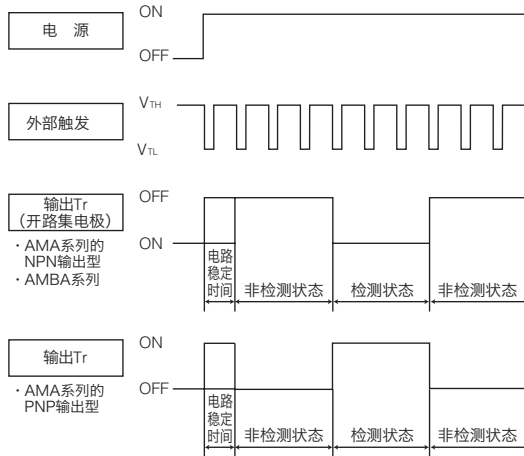 电 源
ON
OFF
外部触发
VTH
VTL
输出Tr
(开路集电极)
・AMA系列的
NPN输出型
・AMBA系列
OFF
ON
电路
稳定
时间
非检测状态
检测状态
非检测状态
输出Tr
・AMA系列的
PNP输出型
ON
OFF
电路
稳定
时间
非检测状态
检测状态
非检测状态